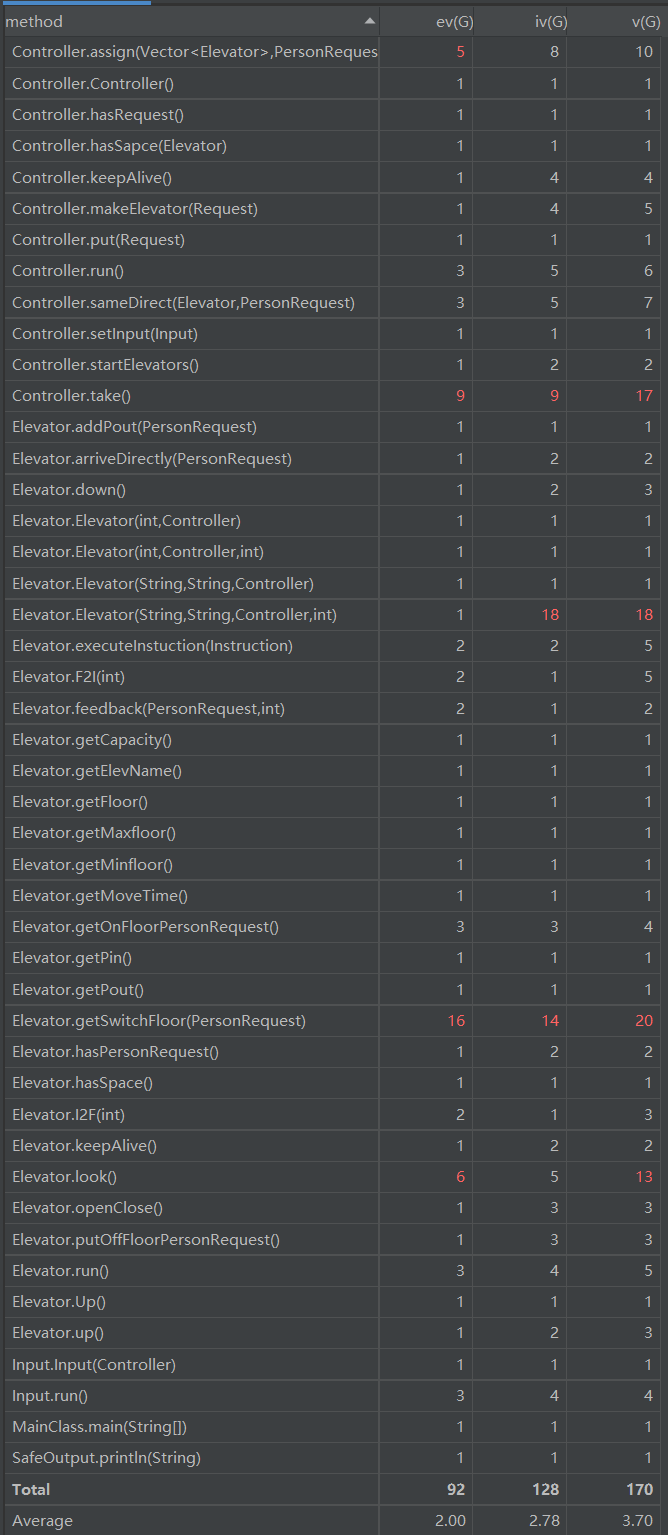 method ev(G) iv(G) v(G)
Controller.assign(Vector<Elevator>,PersonReques 5 8 10
Controller.Controller() 1 1 1
Controller.hasRequest() 1 1 1
Controller.hasSapce(Elevator) 1 1 1
Controller.keepAlive() 1 4 4
Controller.makeElevator(Request) 1 4 5
Controller.put(Request) 1 1 1
Controller.run() 3 5 6
Controller.sameDirect(Elevator,PersonRequest) 3 5 7
Controller.setInput(Input) 1 1 1
Controller.startElevators() 1 2 2
Controller.take() 9 9 17
Elevator.addPout(PersonRequest) 1 1 1
Elevator.arriveDirectly(PersonRequest) 1 2 2
Elevator.down() 1 2 3
Elevator.Elevator(int,Controller) 1 1 1
Elevator.Elevator(int,Controller,int) 1 1 1
Elevator.Elevator(String,String,Controller) 1 1 1
Elevator.Elevator(String,String,Controller,int) 1 18 18
Elevator.executeInstuction(Instruction) 2 2 5
Elevator.F2I(int) 2 1 5
Elevator.feedback(PersonRequest,int) 2 1 2
Elevator.getCapacity() 1 1 1
Elevator.getElevName() 1 1 1
Elevator.getFloor() 1 1 1
Elevator.getMaxfloor() 1 1 1
Elevator.getMinfloor() 1 1 1
Elevator.getMoveTime() 1 1 1
Elevator.getOnFloorPersonRequest() 3 3 4
Elevator.getPin() 1 1 1
Elevator.getPout() 1 1 1
Elevator.getSwitchFloor(PersonRequest) 16 14 20
Elevator.hasPersonRequest() 1 2 2
Elevator.hasSpace() 1 1 1
Elevator.I2F(int) 2 1 3
Elevator.keepAlive() 1 2 2
Elevator.look() 6 5 13
Elevator.openClose() 1 3 3
Elevator.putOffFloorPersonRequest() 1 3 3
Elevator.run() 3 4 5
Elevator.Up() 1 1 1
Elevator.up() 1 2 3
Input.Input(Controller) 1 1 1
Input.run() 3 4 4
MainClass.main(String[]) 1 1 1
SafeOutput.println(String) 1 1 1
Total 92 128 170
Average 2.00 2.78 3.70